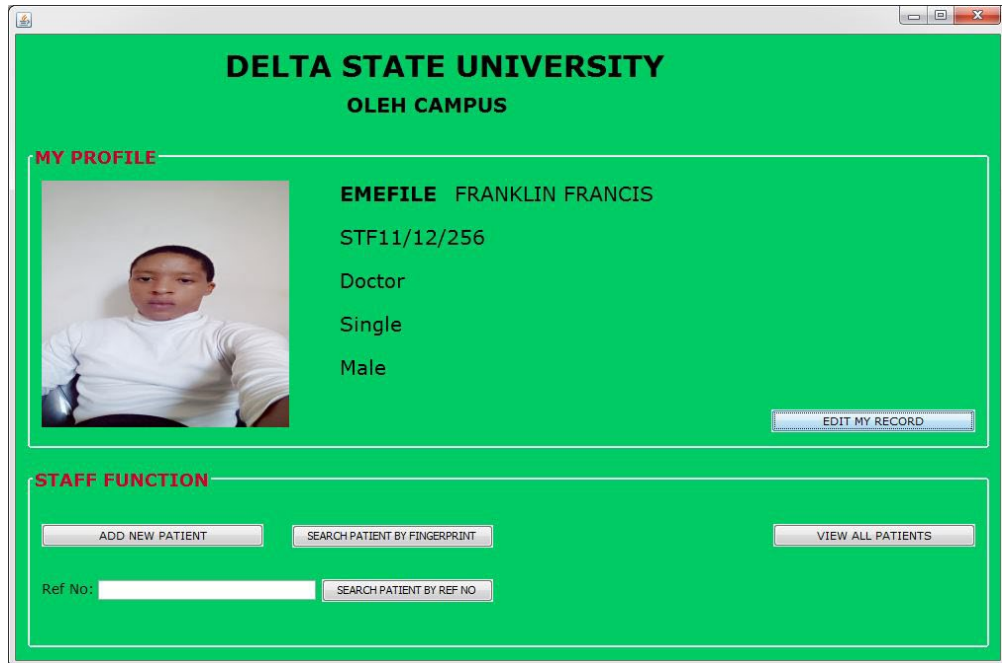 DELTA STATE UNIVERSITY
OLEH CAMPUS
MY PROFILE
EMEFILE FRANKLIN FRANCIS
STF11/12/256
Doctor
Single
Male
EDIT MY RECORD
STAFF FUNCTION
ADD NEW PATIENT SEARCH PATIENT BY FINGERPRINT VIEW ALL PATIENTS
Ref No: SEARCH PATIENT BY REF NO